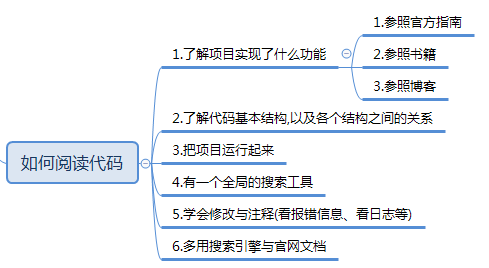 如何阅读代码
1.了解项目实现了什么功能
1.参照官方指南
2.参照书籍
3.参照博客
2.了解代码基本结构,以及各个结构之间的关系
3.把项目运行起来
4.有一个全局的搜索工具
5.学会修改与注释(看报错信息、看日志等)
6.多用搜索引擎与官网文档